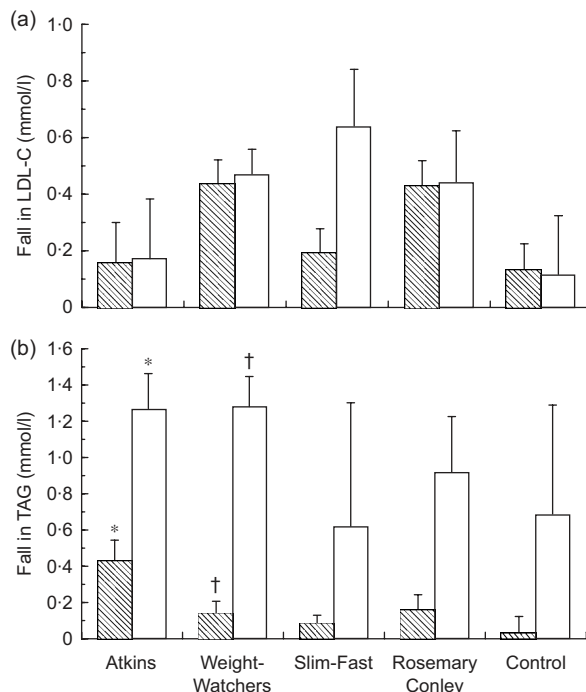 (a)
Fall in LDL-C (mmol/l)
1·0
0·8
0·6
0·4
0·2
0
(b)
Fall in TAG (mmol/l)
1·6
1·4
1·2
1·0
0·8
0·6
0·4
0·2
0
*
*
†
†
Atkins
Weight-
Watchers
Slim-Fast
Rosemary
Conley
Control